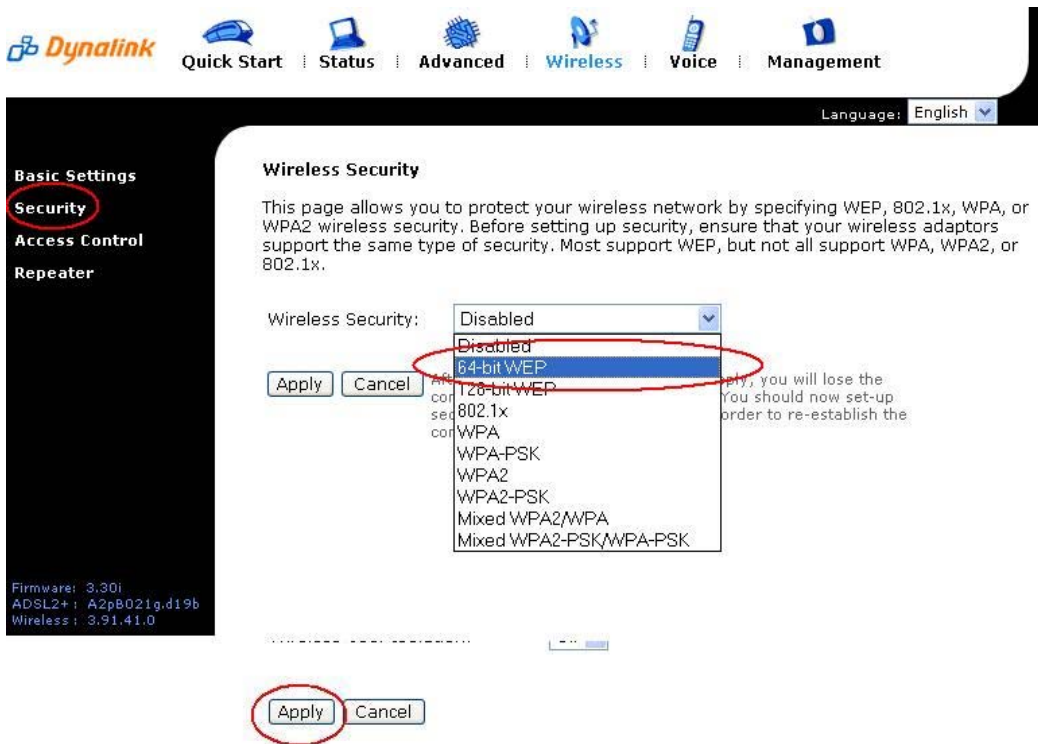 Dynalink
Quick Start
Status
Advanced
Wireless
Voice
Management
Language: English
Basic Settings
Security
Access Control
Repeater
Wireless Security
This page allows you to protect your wireless network by specifying WEP, 802.1x, WPA, or
WPA2 wireless security. Before setting up security, ensure that your wireless adaptors
support the same type of security. Most support WEP, but not all support WPA, WPA2, or
802.1x.
Wireless Security: Disabled
Disabled
64-bit WEP
128-bit WEP
802.1x
WPA
WPA-PSK
WPA2
WPA2-PSK
Mixed WPA2/WPA
Mixed WPA2-PSK/WPA-PSK
Apply Cancel
you will lose the
You should now set-up
order to re-establish the
Firmware: 3.30i
ADSL2+: A2pB021g.d19b
Wireless: 3.91.41.0
Apply Cancel